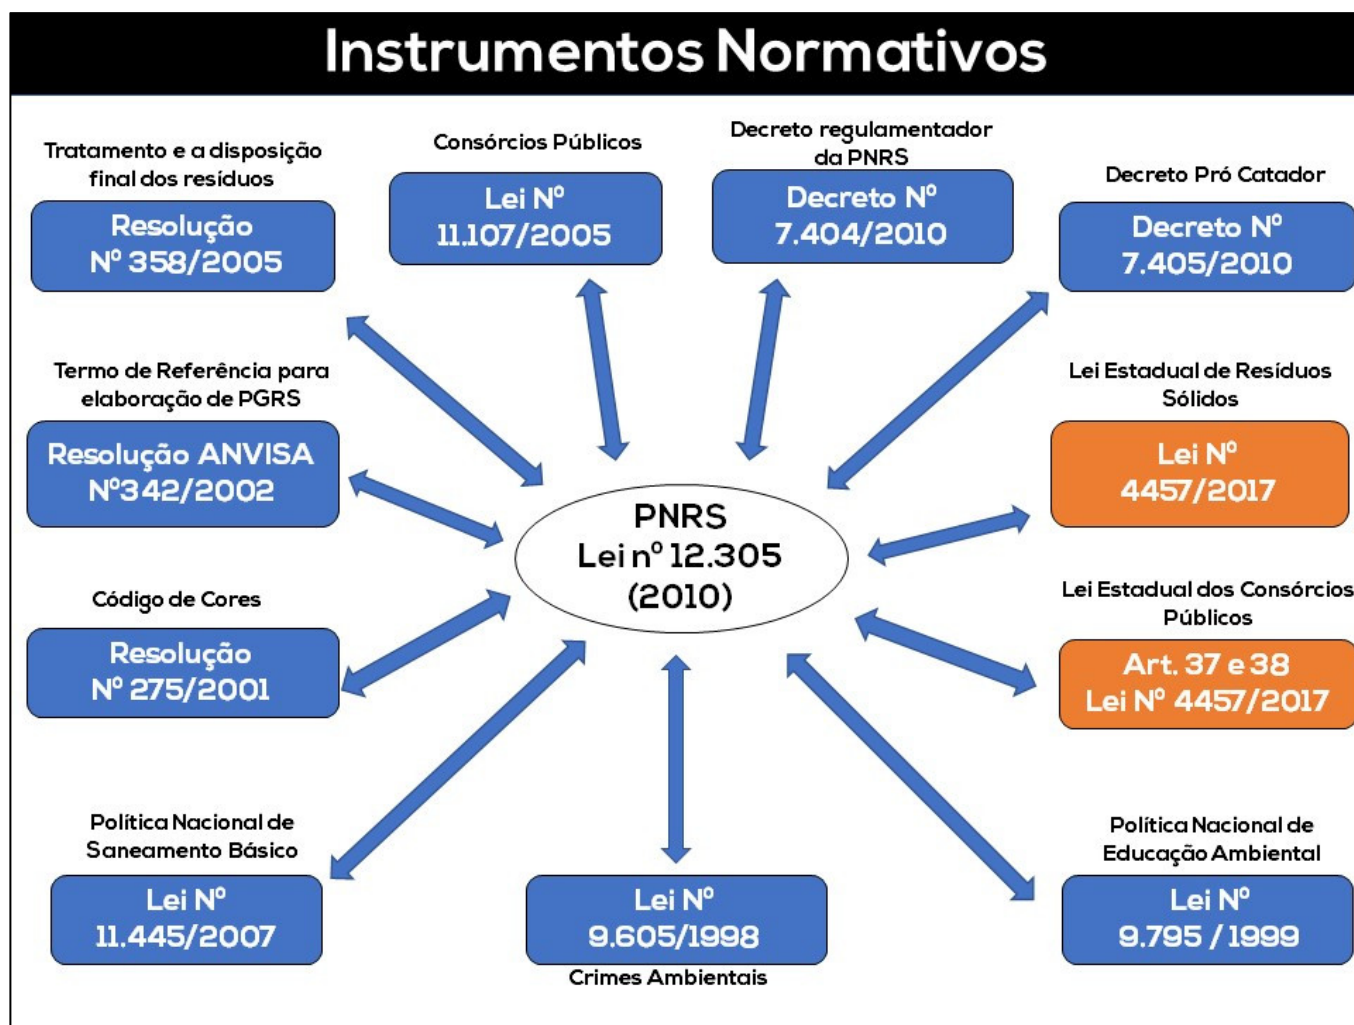 Instrumentos Normativos
Tratamento e a disposição
final dos resíduos
Resolução
Nº 358/2005
Consórcios Públicos
Lei Nº
11.107/2005
Decreto regulamentador
da PNRS
Decreto Nº
7.404/2010
Decreto Pró Catador
Decreto Nº
7.405/2010
Termo de Referência para
elaboração de PGRS
Resolução ANVISA
Nº342/2002
Lei Estadual de Resíduos
Sólidos
Lei Nº
4457/2017
PNRS
Lei nº 12.305
(2010)
Código de Cores
Resolução
Nº 275/2001
Lei Estadual dos Consórcios
Públicos
Art. 37 e 38
Lei Nº 4457/2017
Política Nacional de
Saneamento Básico
Lei Nº
11.445/2007
Lei Nº
9.605/1998
Crimes Ambientais
Política Nacional de
Educação Ambiental
Lei Nº
9.795 / 1999